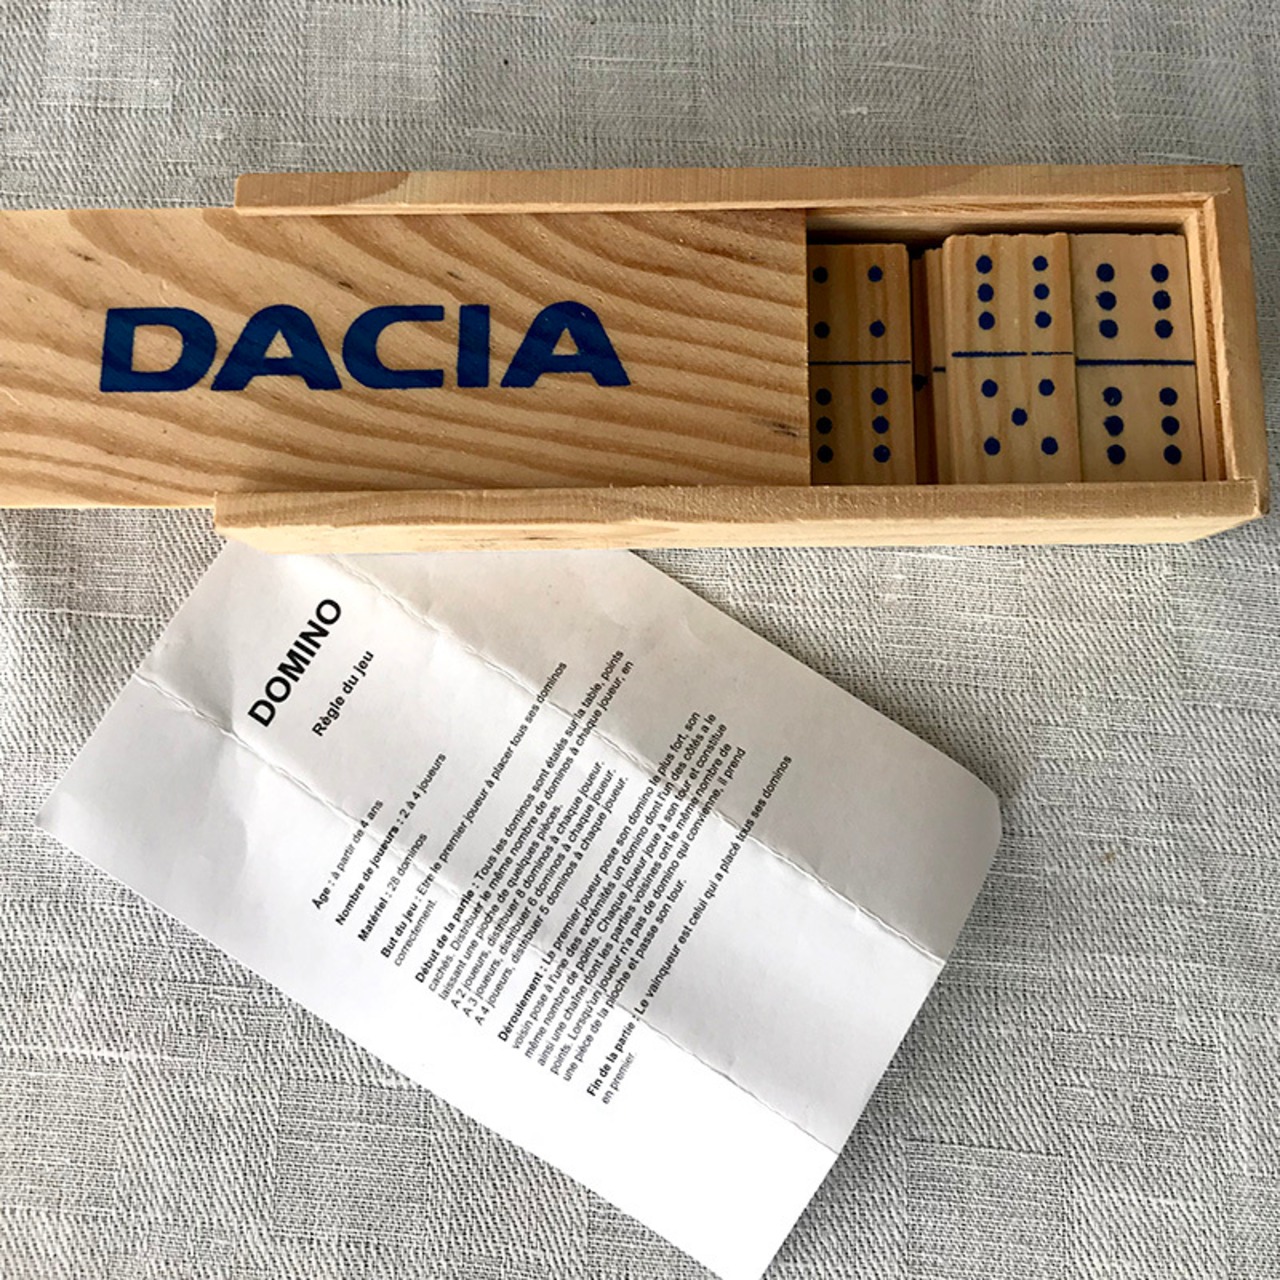 DACIA
DOMINO
Règle du jeu
Âge : à partir de 4 ans
Nombre de joueurs : 2 à 4 joueurs
Matériel : 28 dominos
But du jeu : Etre le premier joueur à placer tous ses dominos
correctement.
Début de la partie : Tous les dominos sont étalés sur la table, points
cachés. Distribuer le même nombre de dominos à chaque joueur, en
laissant une pioche de quelques pièces.
A 2 joueurs, distribuer 8 dominos à chaque joueur.
A 3 joueurs, distibuer 6 dominos à chaque joueur.
A 4 joueurs, distribuer 5 dominos à chaque joueur.
Déroulement : Le premier joueur pose son domino le plus fort, son
voisin pose à l'une des extrémités un domino dont l'un des côtés a le
même nombre de points. Chaque joueur joue à son tour et constitue
ainsi une chaîne dont les parties voisines ont le même nombre de
points. Lorsqu'un joueur n'a pas de domino qui convienne, il prend
une pièce de la pioche et passe son tour.
Fin de la partie : Le vainqueur est celui qui a placé tous ses dominos
en premier.